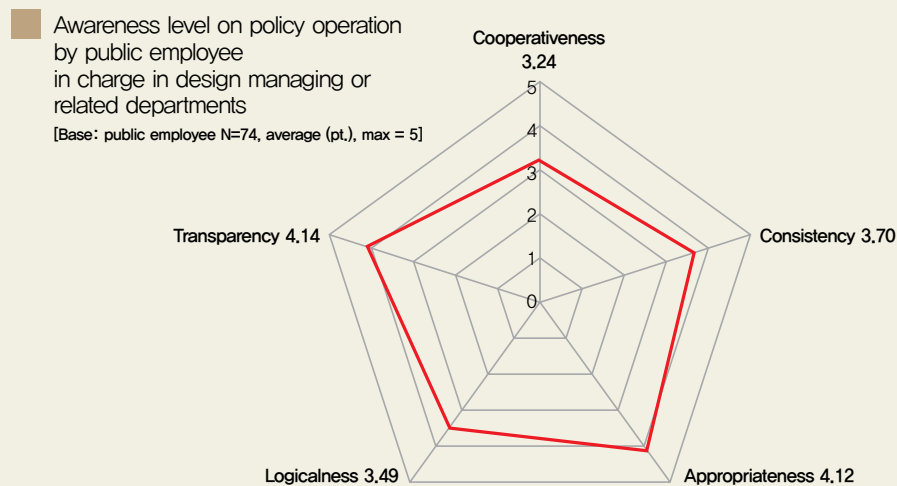 Awareness level on policy operation
by public employee
in charge in design managing or
related departments
[Base: public employee N=74, average (pt.), max = 5]
Cooperativeness
3.24
5
4
3
2
1
0
Transparency 4.14
Consistency 3.70
Logicalness 3.49
Appropriateness 4.12